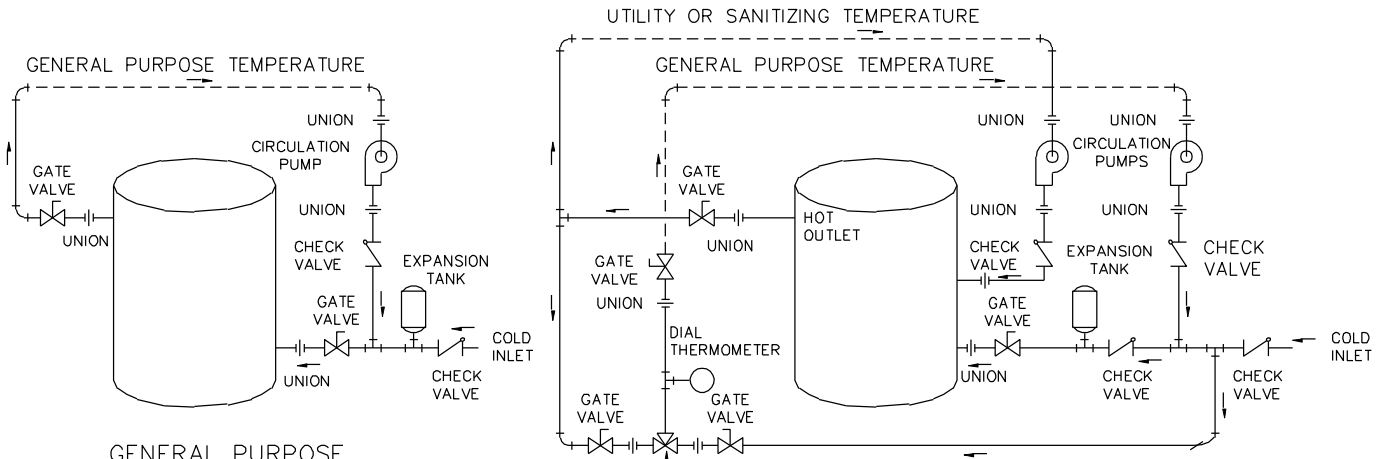 UTILITY OR SANITIZING TEMPERATURE
GENERAL PURPOSE TEMPERATURE
UNION
CIRCULATION
PUMP
GATE
VALVE
UNION
UNION
CHECK
VALVE
EXPANSION
TANK
GATE
VALVE
UNION
COLD
INLET
CHECK
VALVE
GENERAL PURPOSE
GENERAL PURPOSE TEMPERATURE
UNION
UNION
CIRCULATION
PUMPS
GATE
VALVE
UNION
HOT
OUTLET
UNION
UNION
CHECK
VALVE
EXPANSION
TANK
CHECK
VALVE
GATE
VALVE
UNION
GATE
VALVE
DIAL
THERMOMETER
UNION
COLD
INLET
CHECK
VALVE
CHECK
VALVE
GATE
VALVE
GATE
VALVE